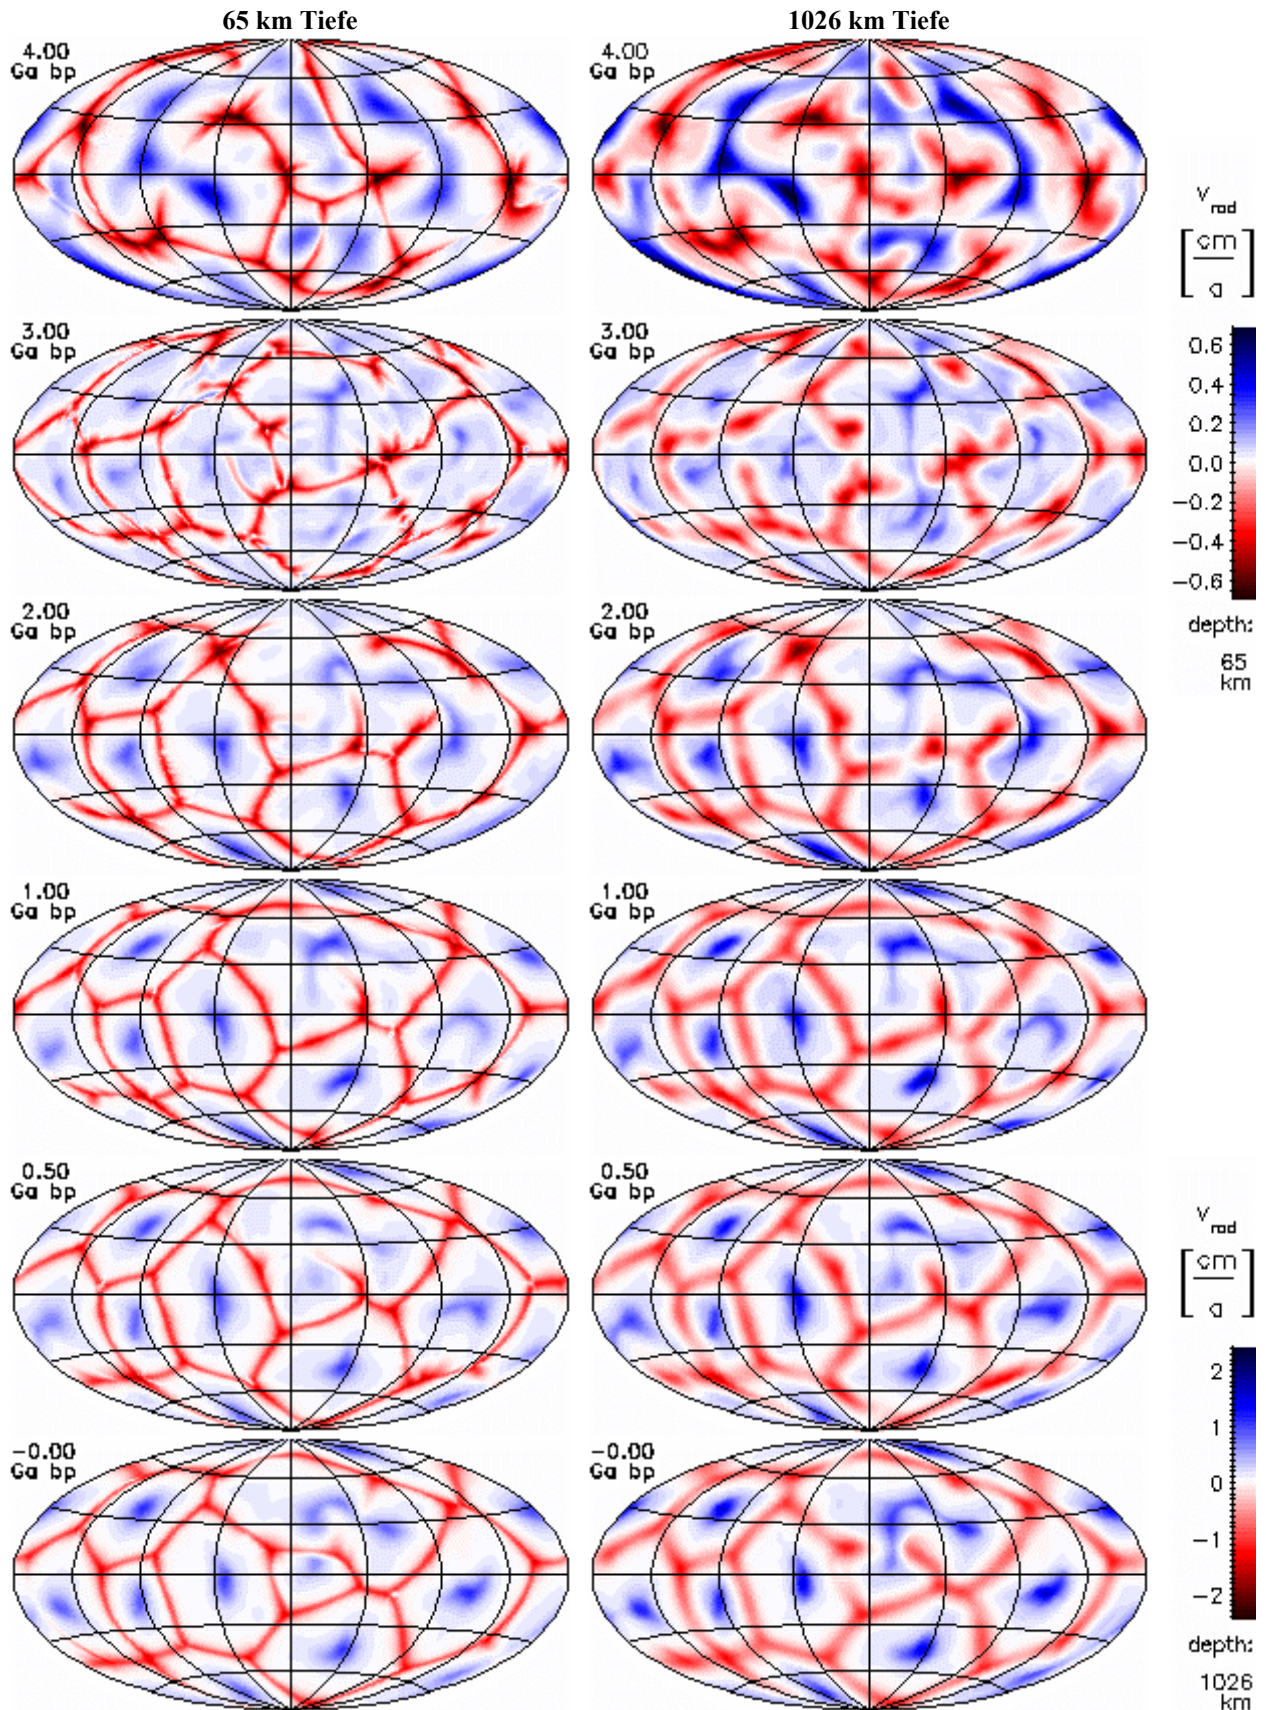 65 km Tiefe
1026 km Tiefe
4.00
Ga bp
4.00
Ga bp
v rad
[cm/a]
3.00
Ga bp
3.00
Ga bp
0.6
0.4
0.2
0.0
−0.2
−0.4
−0.6
depth:
65
km
2.00
Ga bp
2.00
Ga bp
1.00
Ga bp
1.00
Ga bp
0.50
Ga bp
0.50
Ga bp
v rad
[cm/a]
2
1
0
−1
−2
depth:
1026
km
−0.00
Ga bp
−0.00
Ga bp